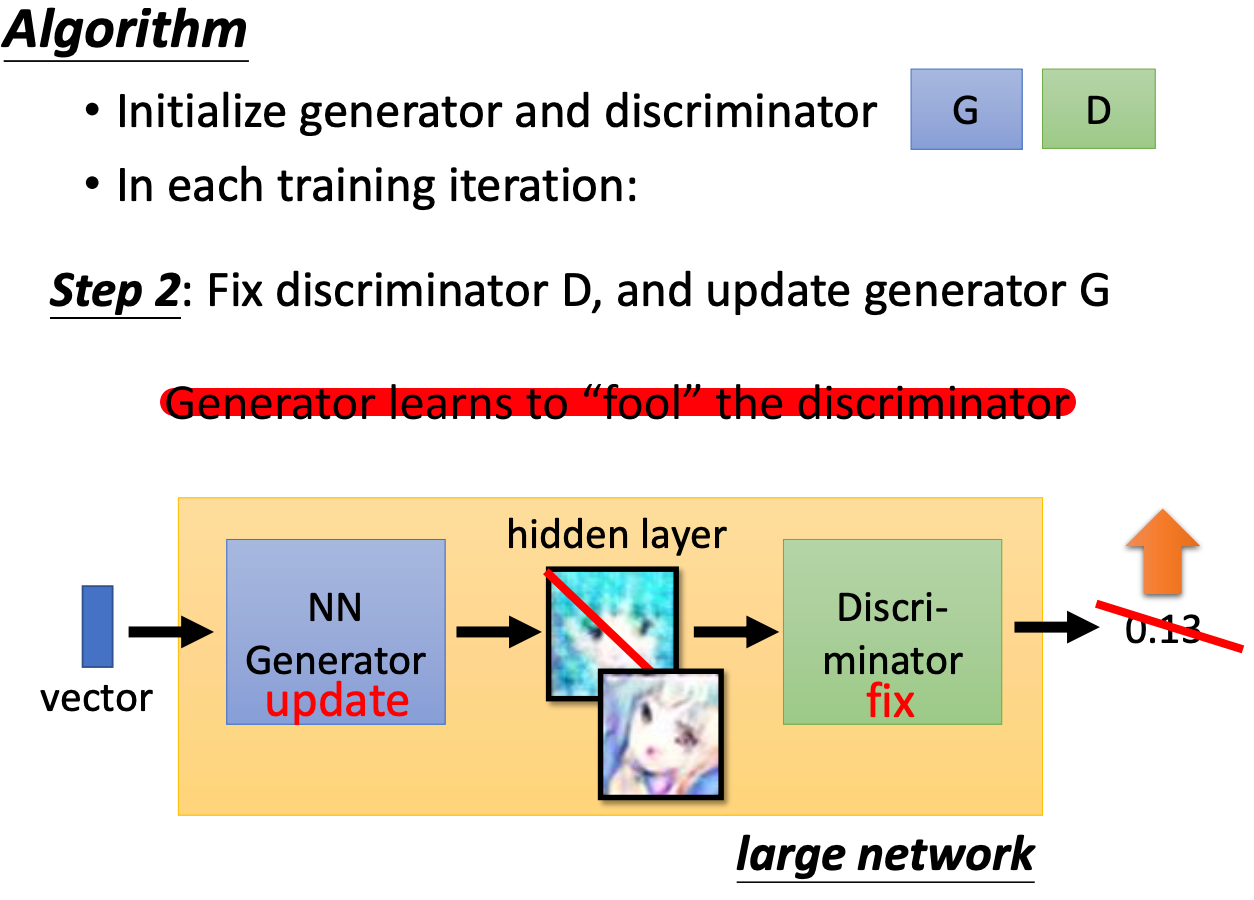 Algorithm
• Initialize generator and discriminator
G
D
• In each training iteration:
Step 2: Fix discriminator D, and update generator G
Generator learns to “fool” the discriminator
hidden layer
NN
Generator
update
Discri-
minator
fix
0.13
vector
large network